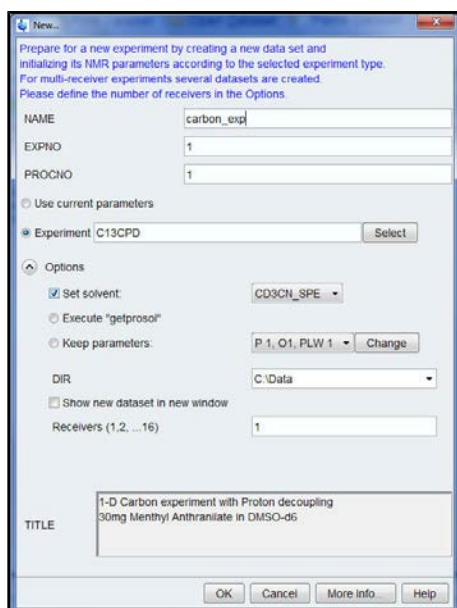 New...
Prepare for a new experiment by creating a new data set and
initializing its NMR parameters according to the selected experiment type.
For multi-receiver experiments several datasets are created.
Please define the number of receivers in the Options.
NAME carbon_exp
EXPNO 1
PROCNO 1
Use current parameters
Experiment C13CPD Select
Options
Set solvent: CD3CN_SPE
Execute "getprosol"
Keep parameters: P 1, O1, PLW 1 Change
DIR C:\Data
Show new dataset in new window
Receivers (1,2, ...16) 1
1-D Carbon experiment with Proton decoupling
30mg Menthyl Anthranilate in DMSO-d6
TITLE
OK Cancel More Info... Help